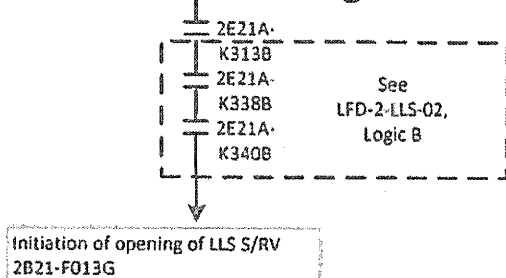 2E21A-
K313B
2E21A-
K338B
2E21A-
K340B
See
LFD-2-LLS-02,
Logic B
Initiation of opening of LLS S/RV
2B21-F013G